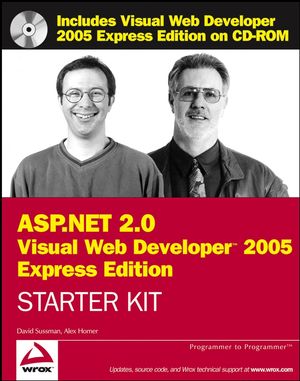 Includes Visual Web Developer
2005 Express Edition on CD-ROM
ASP.NET 2.0
Visual Web Developer™ 2005
Express Edition
STARTER KIT
David Sussman, Alex Homer
Programmer to Programmer™
wrox™
Updates, source code, and Wrox technical support at www.wrox.com